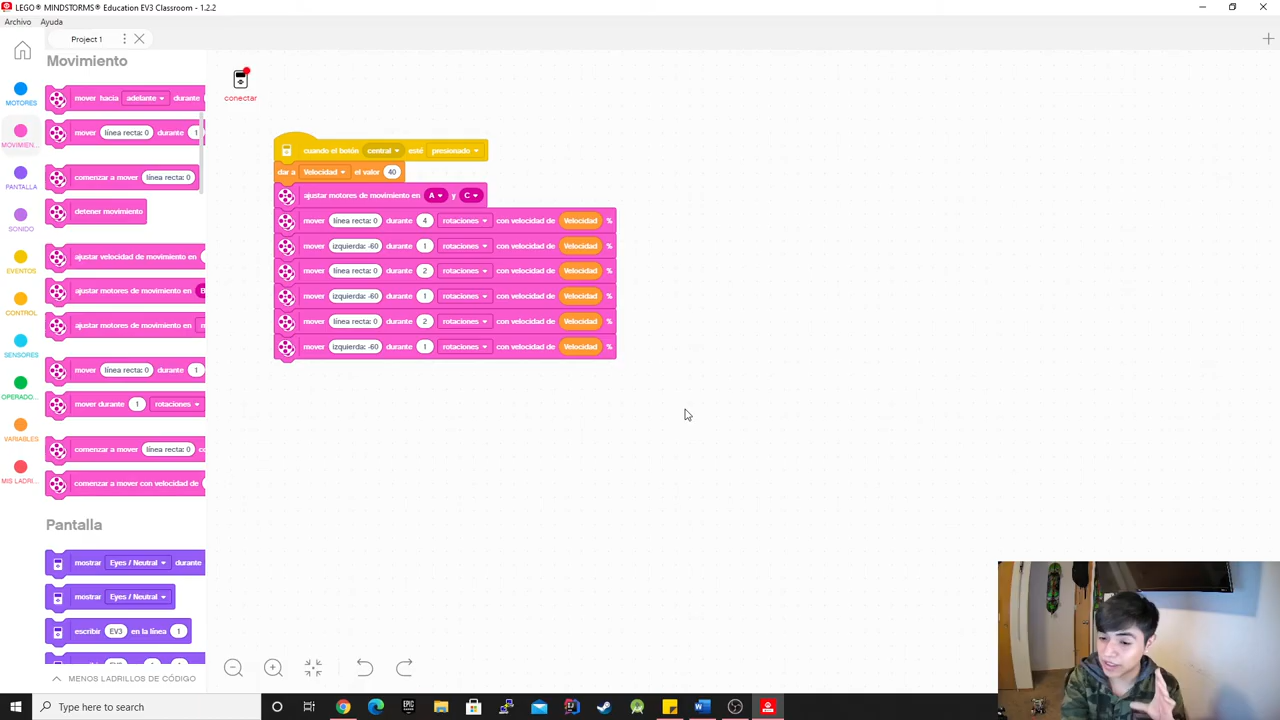 LEGO® MINDSTORMS® Education EV3 Classroom - 1.2.2
Archivo Ayuda
Project 1
Movimiento
mover hacia adelante durante
mover línea recta: 0 durante 1
comenzar a mover línea recta: 0
detener movimiento
ajustar velocidad de movimiento en
ajustar motores de movimiento en B
ajustar motores de movimiento en
mover línea recta: 0 durante 1
mover durante 1 rotaciones
comenzar a mover línea recta: 0
comenzar a mover con velocidad de
Pantalla
mostrar Eyes / Neutral durante
mostrar Eyes / Neutral
escribir EV3 en la línea 1
MENOS LADRILLOS DE CÓDIGO
MOTORES
MOVIMIEN...
PANTALLA
SONIDO
EVENTOS
CONTROL
SENSORES
OPERADO...
VARIABLES
MIS LADRI...
conectar
cuando el botón central esté presionado
dar a Velocidad el valor 40
ajustar motores de movimiento en A y C
mover línea recta: 0 durante 4 rotaciones con velocidad de Velocidad %
mover izquierda: -60 durante 1 rotaciones con velocidad de Velocidad %
mover línea recta: 0 durante 2 rotaciones con velocidad de Velocidad %
mover izquierda: -60 durante 1 rotaciones con velocidad de Velocidad %
mover línea recta: 0 durante 2 rotaciones con velocidad de Velocidad %
mover izquierda: -60 durante 1 rotaciones con velocidad de Velocidad %
Type here to search
EPIC